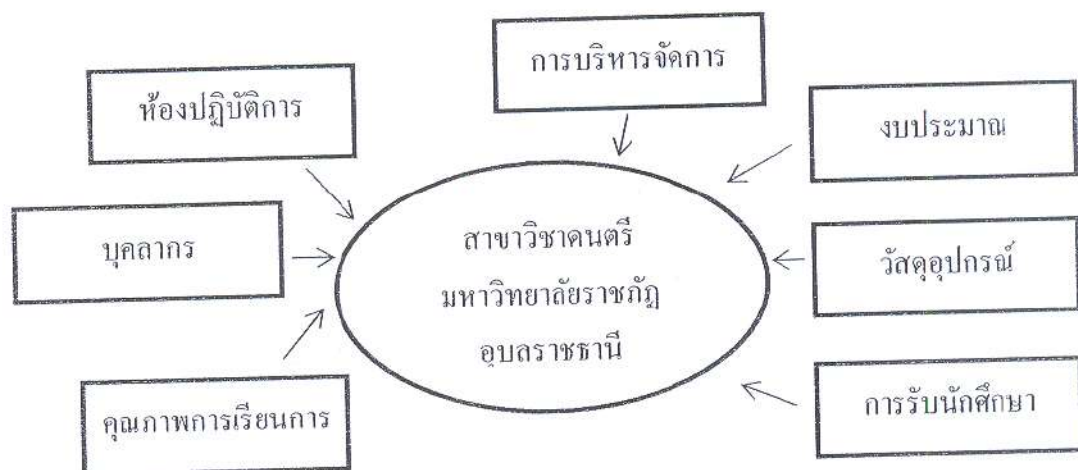 การบริหารจัดการ
ห้องปฏิบัติการ
งบประมาณ
บุคลากร
สาขาวิชาดนตรี
มหาวิทยาลัยราชภัฏ
อุบลราชธานี
วัสดุอุปกรณ์
คุณภาพการเรียนการ
การรับนักศึกษา